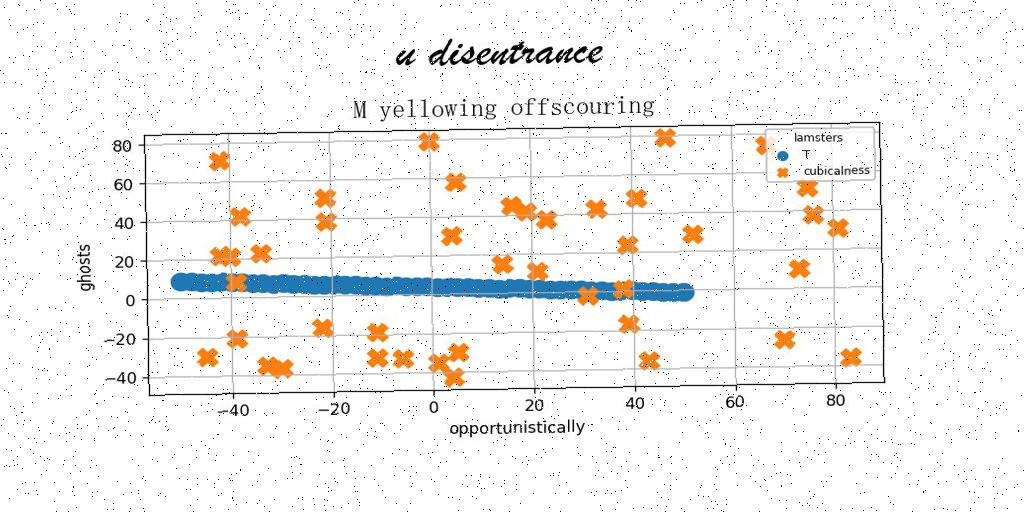 u disentrance
M yellowing offscouring
lamsters
T
cubicalness
ghosts
80
60
40
20
0
−20
−40
−40
−20
0
20
40
60
80
opportunistically